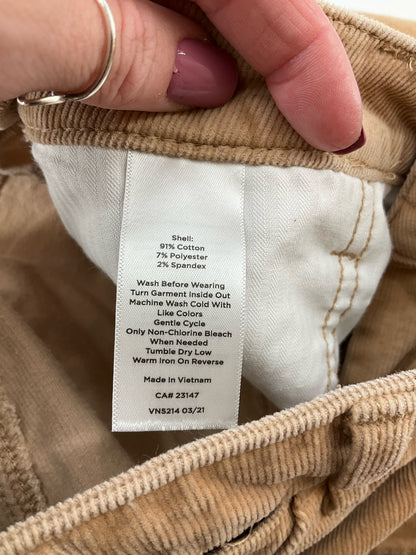 Shell:
91% Cotton
7% Polyester
2% Spandex
Wash Before Wearing
Turn Garment Inside Out
Machine Wash Cold With
Like Colors
Gentle Cycle
Only Non-Chlorine Bleach
When Needed
Tumble Dry Low
Warm Iron On Reverse
Made In Vietnam
CA# 23147
VN5214 03/21